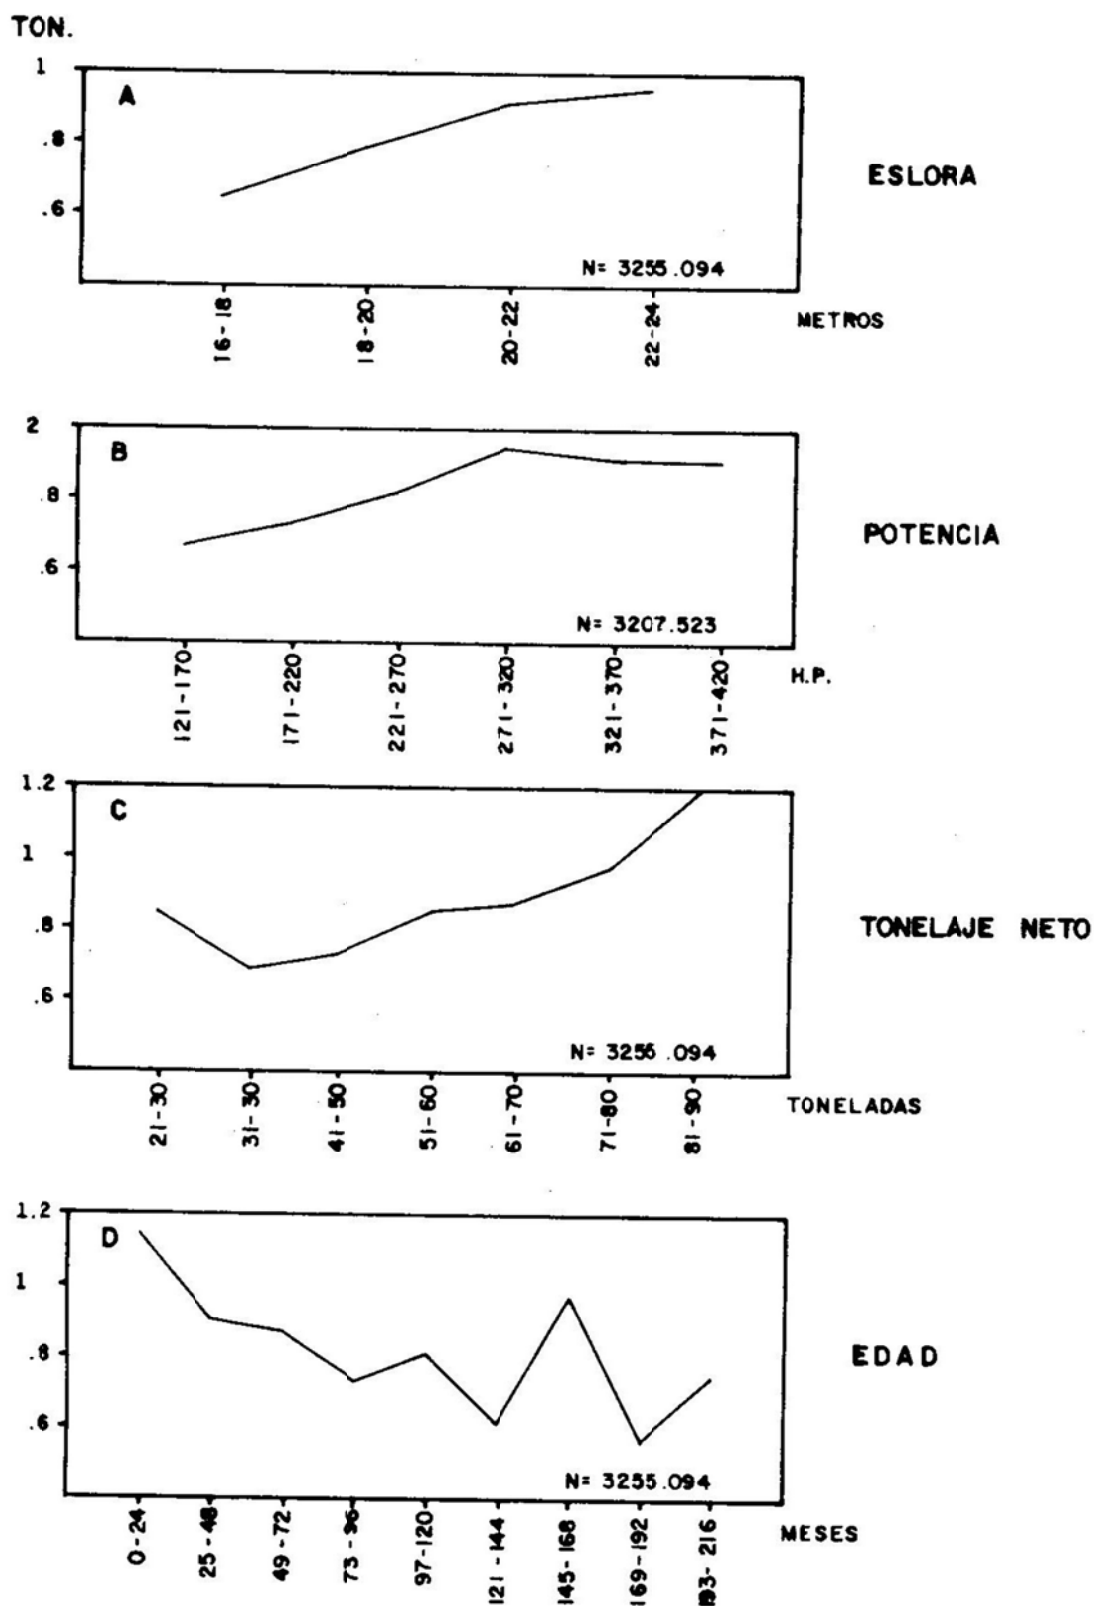 TON.
1
A
.8
.6
N= 3255.094
16-18
18-20
20-22
22-24
METROS
ESLORA
2
B
.8
.6
N= 3207.523
121-170
171-220
221-270
271-320
321-370
371-420
H.P.
POTENCIA
1.2
C
1
.8
.6
N= 3255.094
21-30
31-30
41-50
51-60
61-70
71-80
81-90
TONELADAS
TONELAJE NETO
1.2
D
1
.8
.6
N= 3255.094
0-24
25-48
49-72
73-96
97-120
121-144
145-168
169-192
193-216
MESES
EDAD